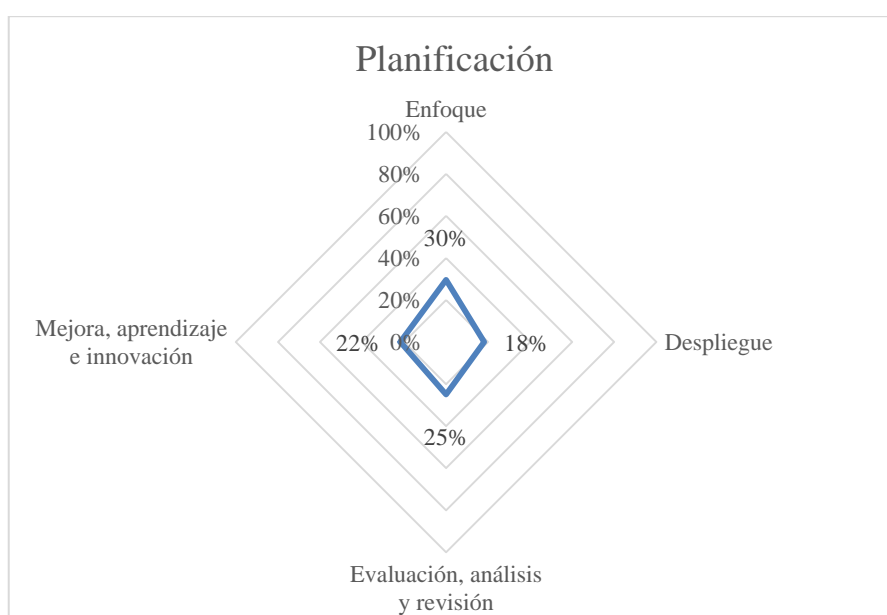 Planificación
Enfoque
100%
80%
60%
30%
40%
20%
Mejora, aprendizaje
e innovación
22%
0%
18%
Despliegue
25%
Evaluación, análisis
y revisión